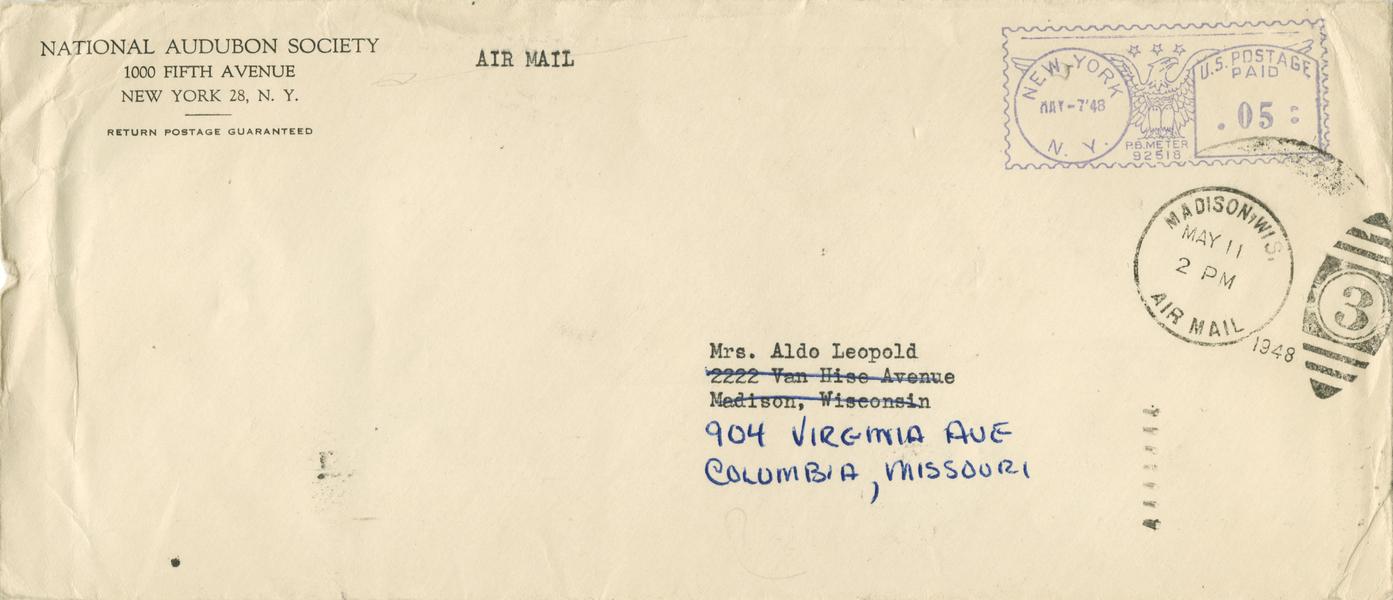 NATIONAL AUDUBON SOCIETY
1000 FIFTH AVENUE
NEW YORK 28, N. Y.
RETURN POSTAGE GUARANTEED
AIR MAIL
NEW YORK
MAY-7'48
N. Y.
P.B. METER
92518
U.S. POSTAGE
PAID
.05
MADISON, WIS.
MAY 11
2 PM
AIR MAIL
1948
3
Mrs. Aldo Leopold
2222 Van Hise Avenue
Madison, Wisconsin
904 VIRGINIA AVE
COLUMBIA, MISSOURI